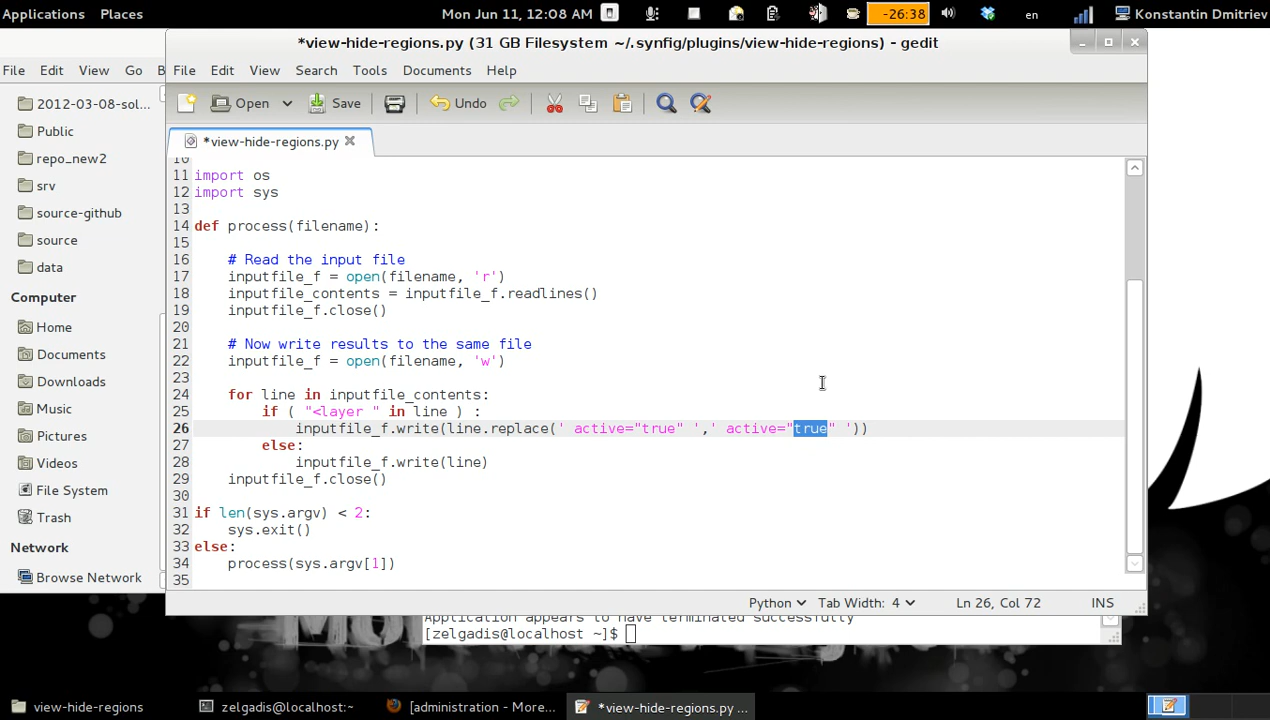 Applications Places Mon Jun 11, 12:08 AM -26:38 en Konstantin Dmitriev
*view-hide-regions.py (31 GB Filesystem ~/.synfig/plugins/view-hide-regions) - gedit
File Edit View Go
File Edit View Search Tools Documents Help
Open Save Undo
*view-hide-regions.py
2012-03-08-sol...
Public
repo_new2
srv
source-github
source
data
Computer
Home
Documents
Downloads
Music
Pictures
Videos
File System
Trash
Network
Browse Network
10
11 import os
12 import sys
13
14 def process(filename):
15
16     # Read the input file
17     inputfile_f = open(filename, 'r')
18     inputfile_contents = inputfile_f.readlines()
19     inputfile_f.close()
20
21     # Now write results to the same file
22     inputfile_f = open(filename, 'w')
23
24     for line in inputfile_contents:
25         if ( "<layer " in line ) :
26             inputfile_f.write(line.replace(' active="true" ',' active="true" '))
27         else:
28             inputfile_f.write(line)
29     inputfile_f.close()
30
31 if len(sys.argv) < 2:
32     sys.exit()
33 else:
34     process(sys.argv[1])
35
Python Tab Width: 4 Ln 26, Col 72 INS
Application appears to have terminated successfully
[zelgadis@localhost ~]$
view-hide-regions zelgadis@localhost:~ [administration - More... *view-hide-regions.py ...